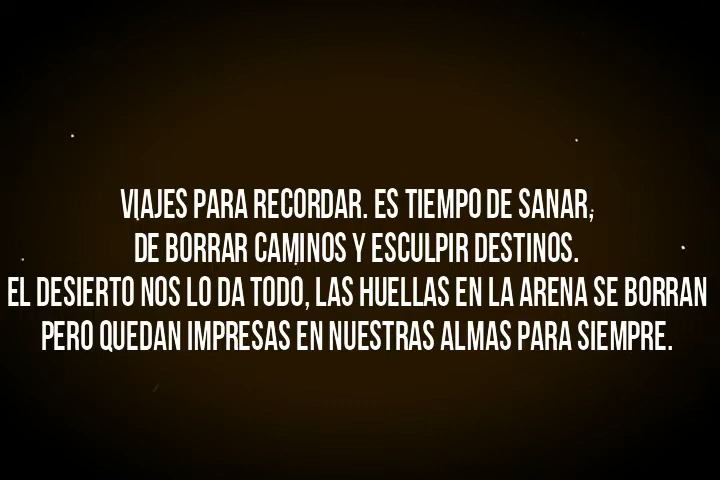 VIAJES PARA RECORDAR. ES TIEMPO DE SANAR,
DE BORRAR CAMINOS Y ESCULPIR DESTINOS.
EL DESIERTO NOS LO DA TODO, LAS HUELLAS EN LA ARENA SE BORRAN
PERO QUEDAN IMPRESAS EN NUESTRAS ALMAS PARA SIEMPRE.